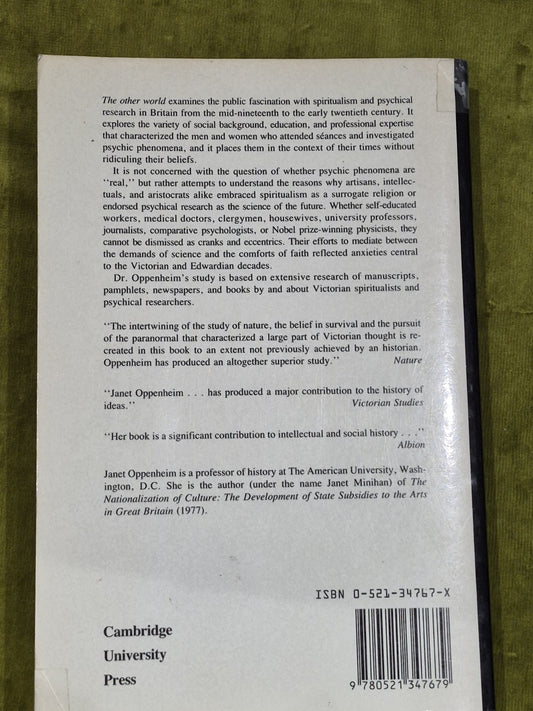 The other world examines the public fascination with spiritualism and psychical
research in Britain from the mid-nineteenth to the early twentieth century. It
explores the variety of social background, education, and professional expertise
that characterized the men and women who attended séances and investigated
psychic phenomena, and it places them in the context of their times without
ridiculing their beliefs.
It is not concerned with the question of whether psychic phenomena are
"real," but rather attempts to understand the reasons why artisans, intellec-
tuals, and aristocrats alike embraced spiritualism as a surrogate religion or
endorsed psychical research as the science of the future. Whether self-educated
workers, medical doctors, clergymen, housewives, university professors,
journalists, comparative psychologists, or Nobel prize-winning physicists, they
cannot be dismissed as cranks and eccentrics. Their efforts to mediate between
the demands of science and the comforts of faith reflected anxieties central
to the Victorian and Edwardian decades.
Dr. Oppenheim's study is based on extensive research of manuscripts,
pamphlets, newspapers, and books by and about Victorian spiritualists and
psychical researchers.
"The intertwining of the study of nature, the belief in survival and the pursuit
of the paranormal that characterized a large part of Victorian thought is re-
created in this book to an extent not previously achieved by an historian.
Oppenheim has produced an altogether superior study." Nature
"Janet Oppenheim . . . has produced a major contribution to the history of
ideas." Victorian Studies
"Her book is a significant contribution to intellectual and social history . . ."
Albion
Janet Oppenheim is a professor of history at The American University, Wash-
ington, D.C. She is the author (under the name Janet Minihan) of The
Nationalization of Culture: The Development of State Subsidies to the Arts
in Great Britain (1977).
ISBN 0-521-34767-X
Cambridge
University
Press
9 780521 347679